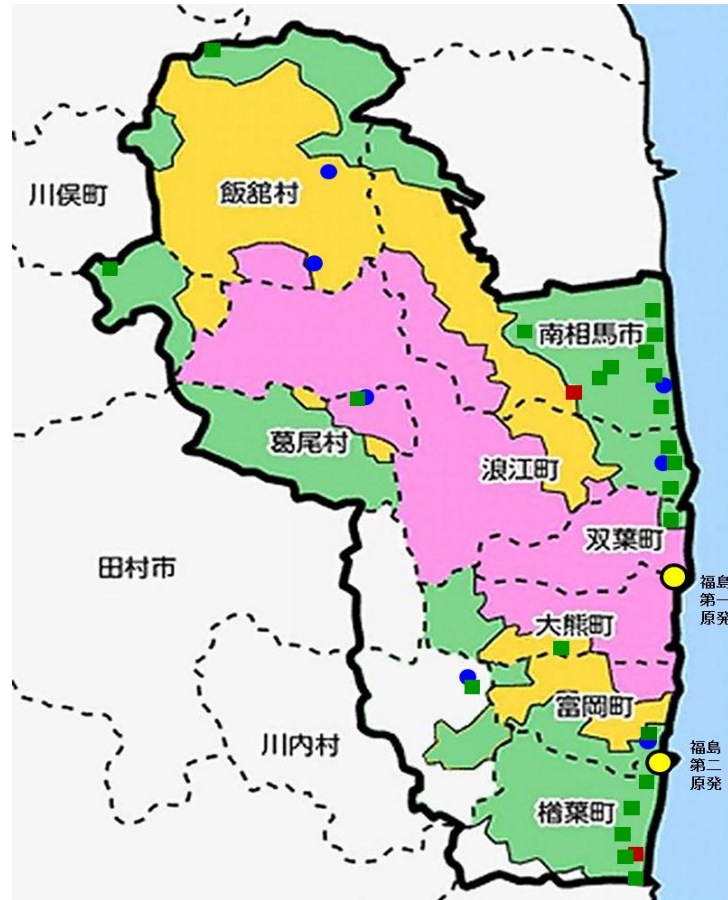 川俣町
飯舘村
南相馬市
葛尾村
浪江町
双葉町
田村市
福島
第一
原発
大熊町
富岡町
川内村
福島
第二
原発
楢葉町